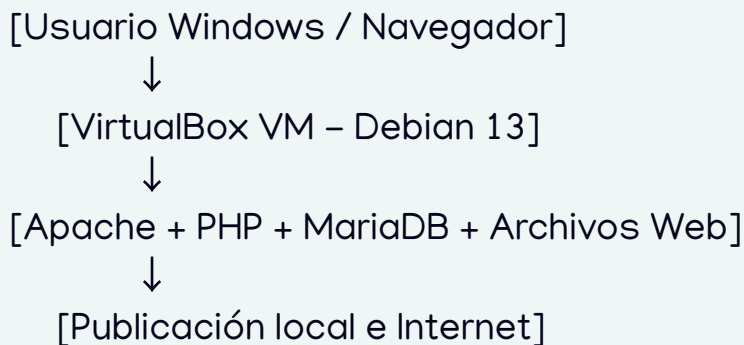 [Usuario Windows / Navegador]
↓
[VirtualBox VM – Debian 13]
↓
[Apache + PHP + MariaDB + Archivos Web]
↓
[Publicación local e Internet]